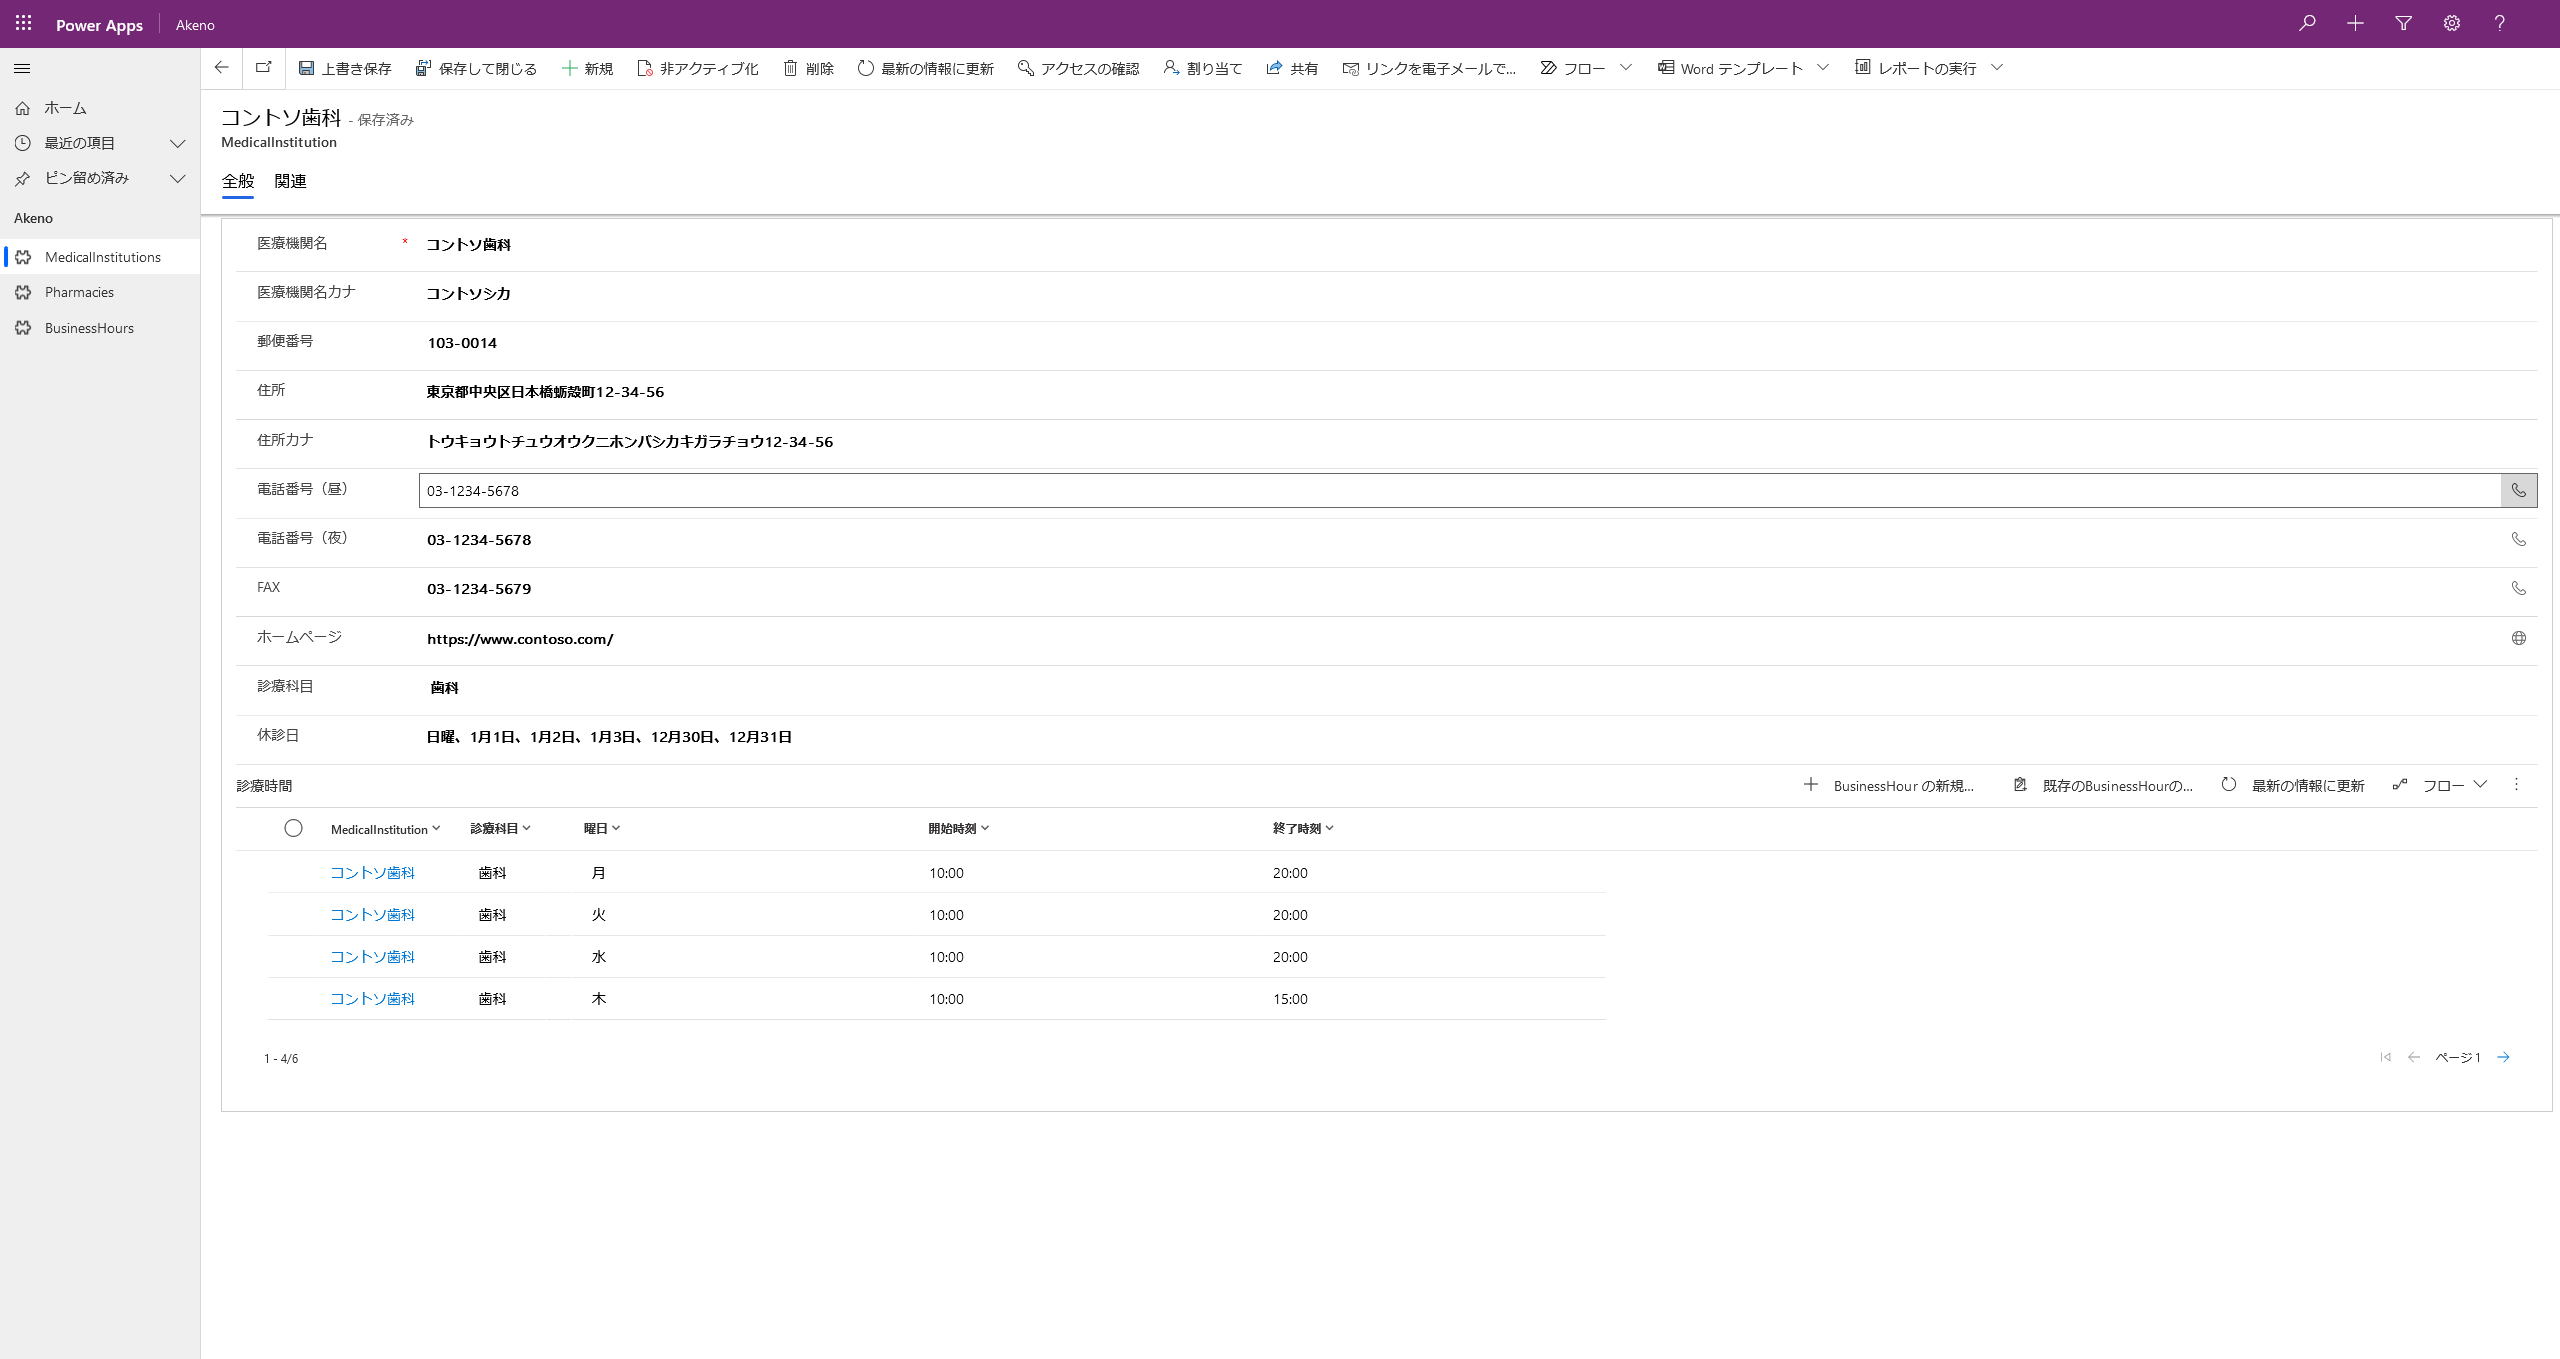 Power Apps
Akeno
上書き保存
保存して閉じる
新規
非アクティブ化
削除
最新の情報に更新
アクセスの確認
割り当て
共有
リンクを電子メールで...
フロー
Word テンプレート
レポートの実行
ホーム
最近の項目
ピン留め済み
Akeno
MedicalInstitutions
Pharmacies
BusinessHours
コントソ歯科 - 保存済み
MedicalInstitution
全般 関連
医療機関名 * コントソ歯科
医療機関名カナ コントソシカ
郵便番号 103-0014
住所 東京都中央区日本橋蛎殻町12-34-56
住所カナ トウキョウトチュウオウクニホンバシカキガラチョウ12-34-56
電話番号（昼） 03-1234-5678
電話番号（夜） 03-1234-5678
FAX 03-1234-5679
ホームページ https://www.contoso.com/
診療科目 歯科
休診日 日曜、1月1日、1月2日、1月3日、12月30日、12月31日
診療時間
BusinessHour の新規...
既存のBusinessHourの...
最新の情報に更新
フロー
MedicalInstitution 診療科目 曜日 開始時刻 終了時刻
コントソ歯科 歯科 月 10:00 20:00
コントソ歯科 歯科 火 10:00 20:00
コントソ歯科 歯科 水 10:00 20:00
コントソ歯科 歯科 木 10:00 15:00
1 - 4/6
ページ 1